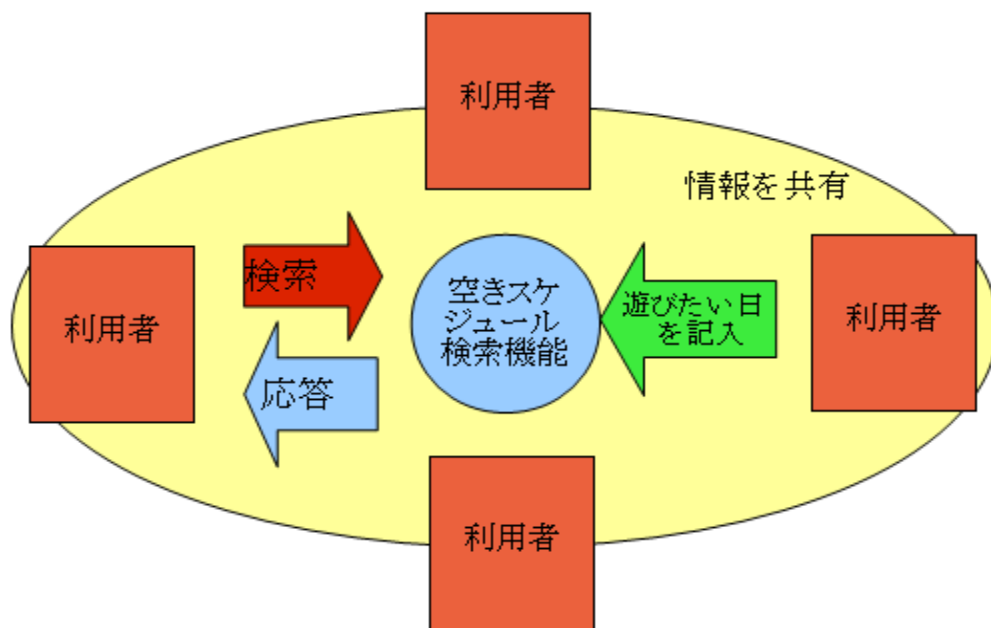 利用者
情報を共有
利用者
検索
応答
空きスケ
ジュール
検索機能
遊びたい日
を記入
利用者
利用者